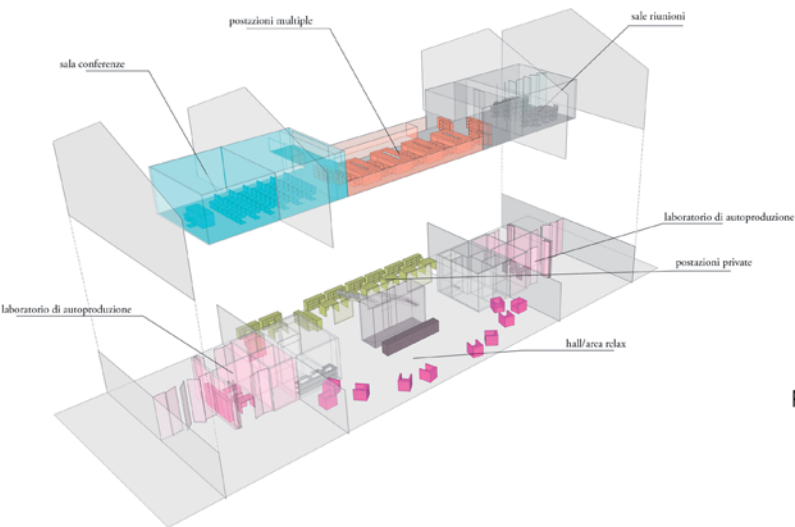 postazioni multiple
sale riunioni
sala conferenze
laboratorio di autoproduzione
postazioni private
laboratorio di autoproduzione
hall/area relax